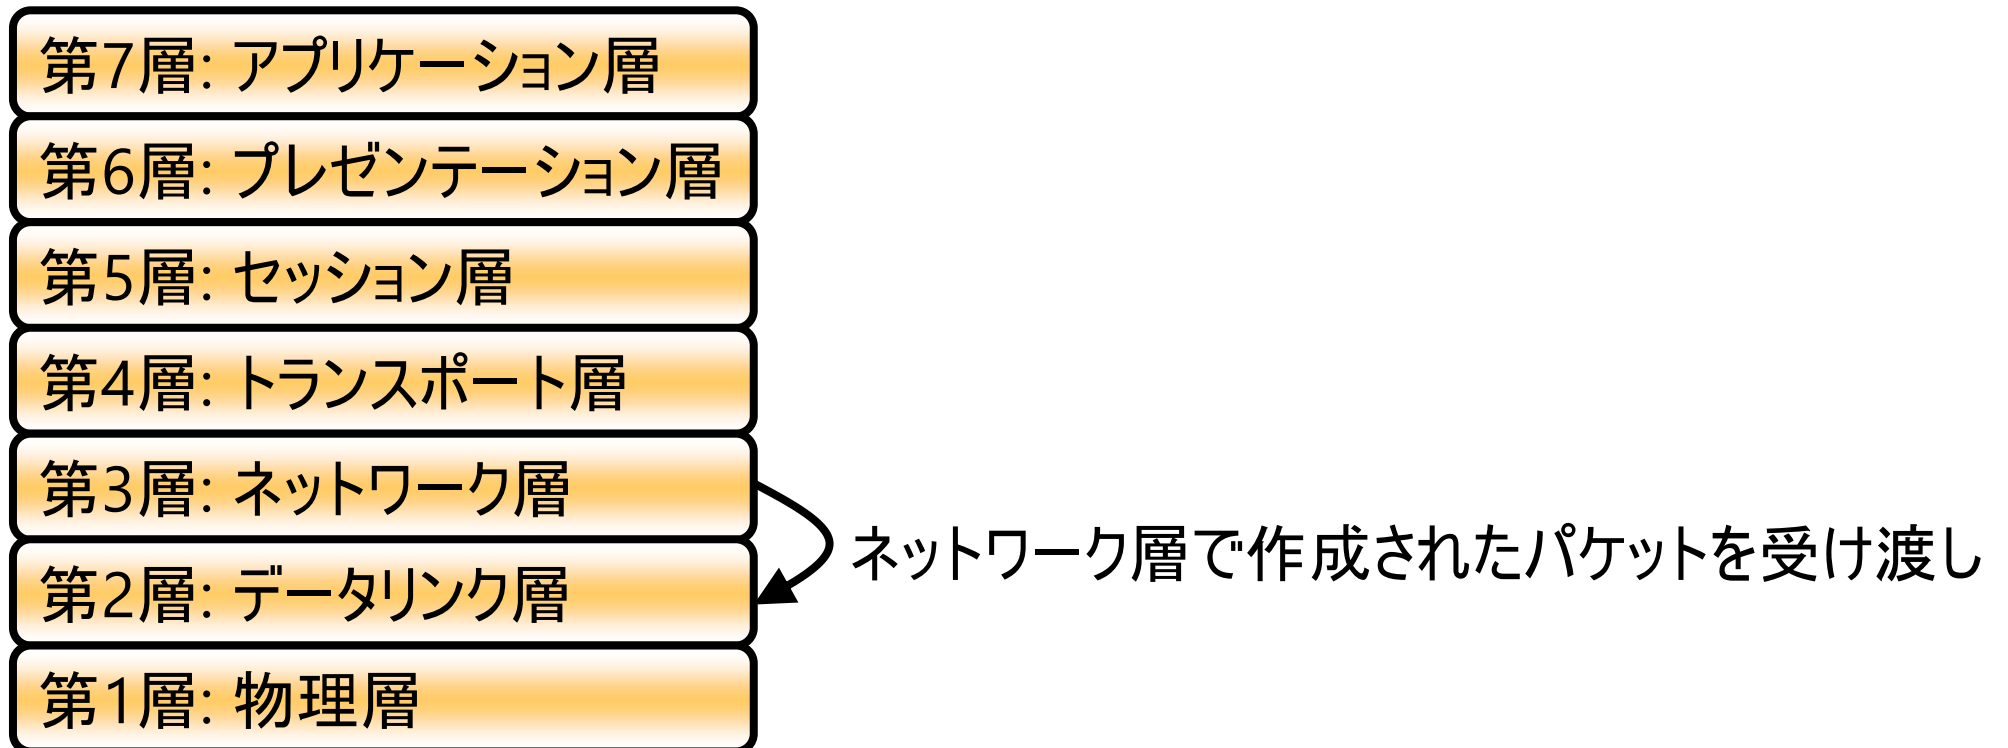 第7層: アプリケーション層
第6層: プレゼンテーション層
第5層: セッション層
第4層: トランスポート層
第3層: ネットワーク層
ネットワーク層で作成されたパケットを受け渡し
第2層: データリンク層
第1層: 物理層